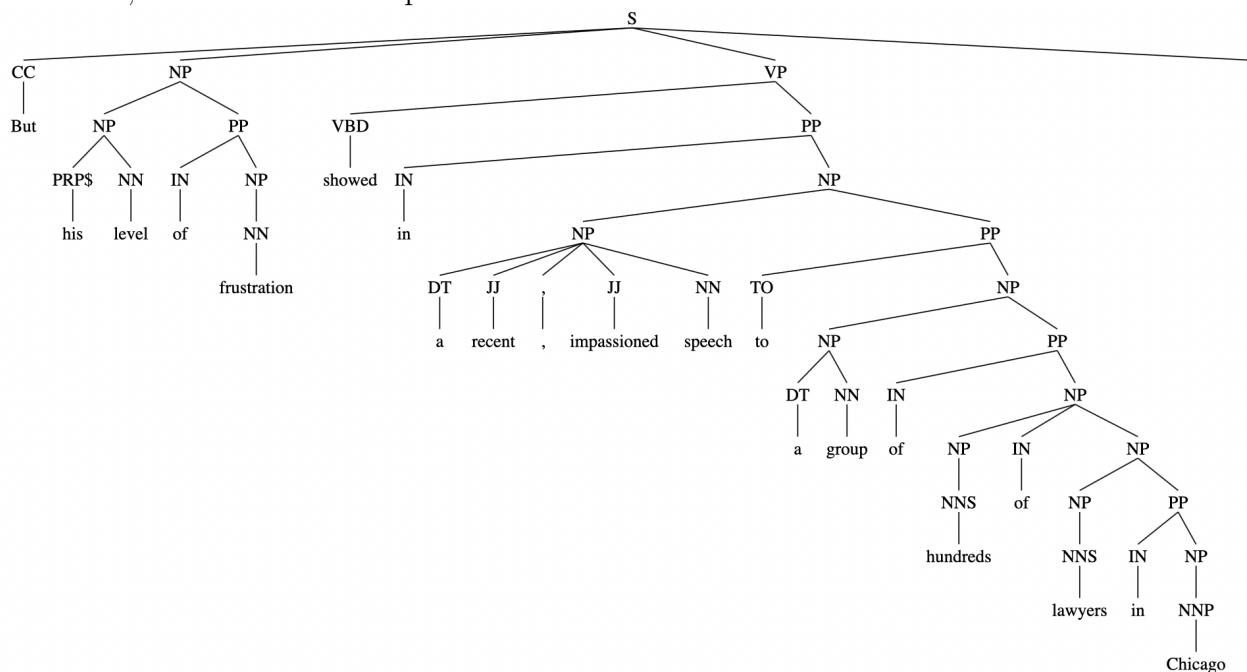 S
CC NP VP
But NP PP VBD PP
PRP$ NN IN NP showed IN NP
his level of NN in NP PP
frustration DT JJ , JJ NN TO NP
a recent , impassioned speech to NP PP
DT NN IN NP
a group of NP IN NP
NNS of NP PP
hundreds NNS IN NP
lawyers in NNP
Chicago